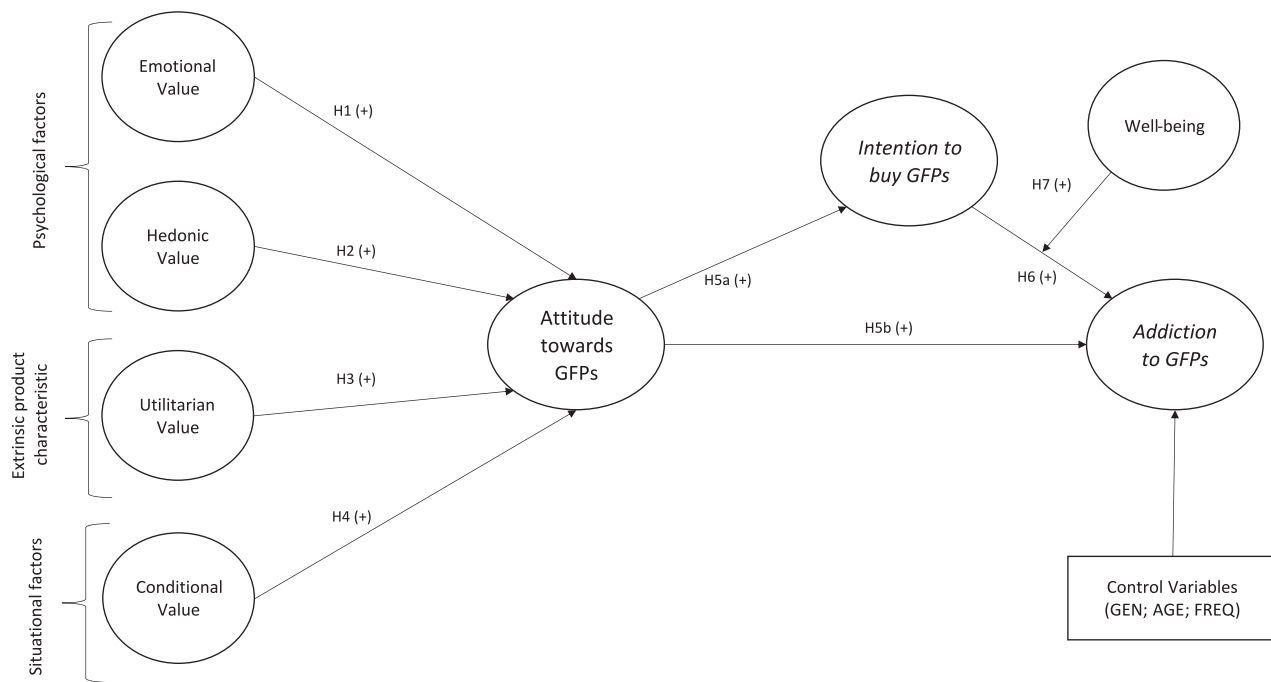 Psychological factors
Emotional
Value
H1 (+)
Hedonic
Value
H2 (+)
Extrinsic product
characteristic
Utilitarian
Value
H3 (+)
Situational factors
Conditional
Value
H4 (+)
Attitude
towards
GFPs
H5a (+)
H5b (+)
Intention to
buy GFPs
Well-being
H7 (+)
H6 (+)
Addiction
to GFPs
Control Variables
(GEN; AGE; FREQ)